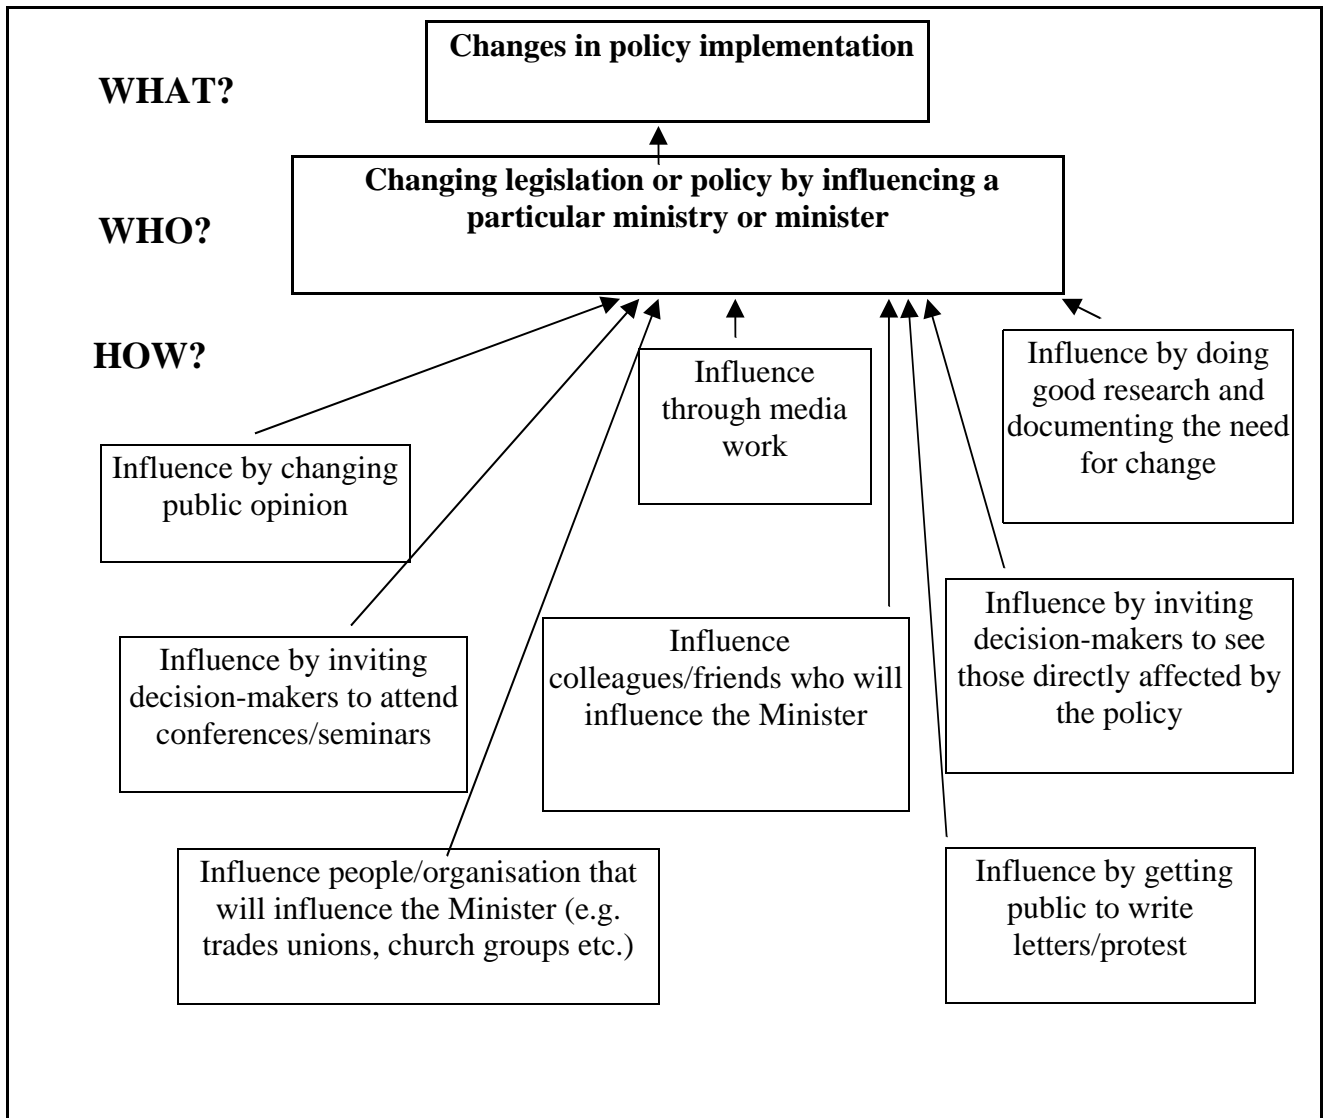 Changes in policy implementation
WHAT?
Changing legislation or policy by influencing a
particular ministry or minister
WHO?
HOW?
Influence by changing
public opinion
Influence
through media
work
Influence by doing
good research and
documenting the need
for change
Influence by inviting
decision-makers to attend
conferences/seminars
Influence
colleagues/friends who will
influence the Minister
Influence by inviting
decision-makers to see
those directly affected by
the policy
Influence people/organisation that
will influence the Minister (e.g.
trades unions, church groups etc.)
Influence by getting
public to write
letters/protest